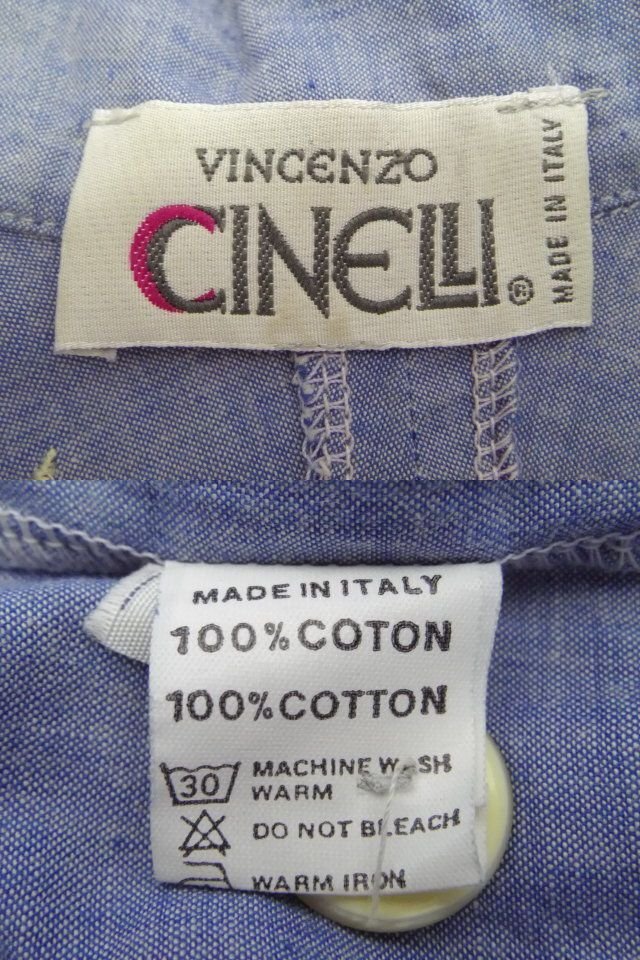 VINCENZO
CINELLI®
MADE IN ITALY
MADE IN ITALY
100% COTON
100% COTTON
30 MACHINE WASH
WARM
DO NOT BLEACH
WARM IRON